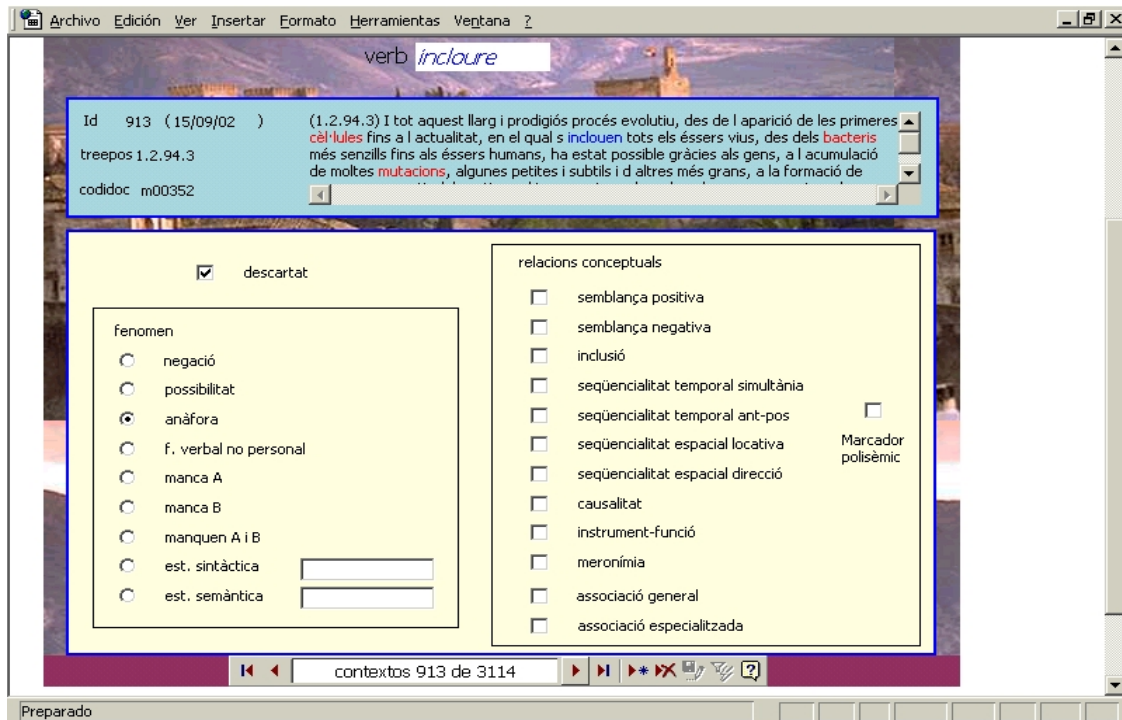 Archivo Edición Ver Insertar Formato Herramientas Ventana ?
verb incloure
Id 913 (15/09/02 )
treepos 1.2.94.3
codidoc m00352
(1.2.94.3) I tot aquest llarg i prodigiós procés evolutiu, des de l aparició de les primeres
cèl·lules fins a l actualitat, en el qual s inclouen tots els éssers vius, des dels bacteris
més senzills fins als éssers humans, ha estat possible gràcies als gens, a l acumulació
de moltes mutacions, algunes petites i subtils i d altres més grans, a la formació de
descartat
fenomen
negació
possibilitat
anàfora
f. verbal no personal
manca A
manca B
manquen A i B
est. sintàctica
est. semàntica
relacions conceptuals
semblança positiva
semblança negativa
inclusió
seqüencialitat temporal simultània
seqüencialitat temporal ant-pos
seqüencialitat espacial locativa
seqüencialitat espacial direcció
causalitat
instrument-funció
meronímia
associació general
associació especialitzada
Marcador
polisèmic
contextos 913 de 3114
Preparado